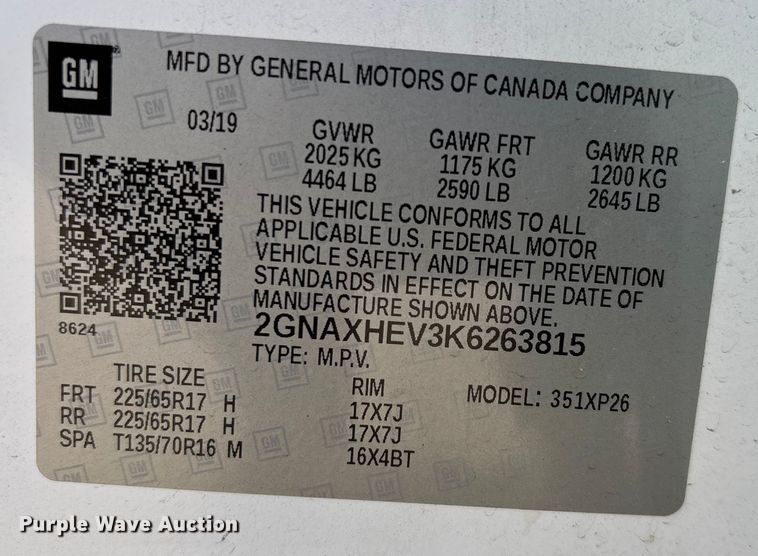 GM
MFD BY GENERAL MOTORS OF CANADA COMPANY
03/19
GVWR GAWR FRT GAWR RR
2025 KG 1175 KG 1200 KG
4464 LB 2590 LB 2645 LB
THIS VEHICLE CONFORMS TO ALL
APPLICABLE U.S. FEDERAL MOTOR
VEHICLE SAFETY AND THEFT PREVENTION
STANDARDS IN EFFECT ON THE DATE OF
MANUFACTURE SHOWN ABOVE.
8624
2GNAXHEV3K6263815
TYPE: M.P.V.
TIRE SIZE RIM MODEL: 351XP26
FRT 225/65R17 H 17X7J
RR 225/65R17 H 17X7J
SPA T135/70R16 M 16X4BT
Purple Wave Auction